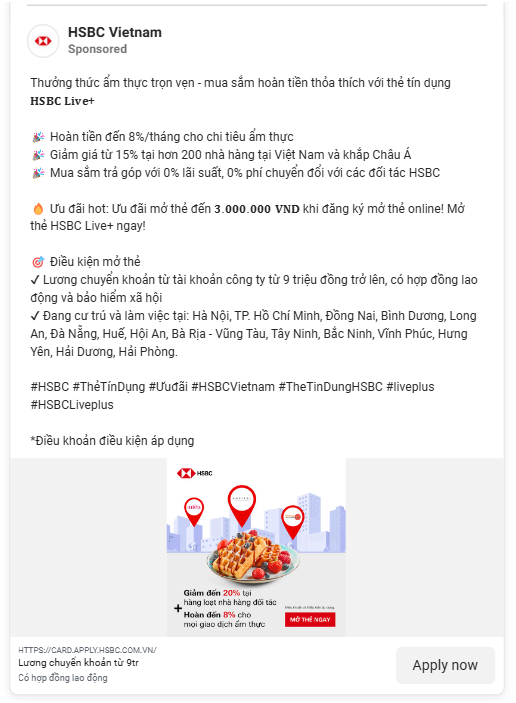 HSBC Vietnam
Sponsored
Thưởng thức ẩm thực trọn vẹn - mua sắm hoàn tiền thỏa thích với thẻ tín dụng
𝐇𝐒𝐁𝐂 𝐋𝐢𝐯𝐞+
🎉 Hoàn tiền đến 8%/tháng cho chi tiêu ẩm thực
🎉 Giảm giá từ 15% tại hơn 200 nhà hàng tại Việt Nam và khắp Châu Á
🎉 Mua sắm trả góp với 0% lãi suất, 0% phí chuyển đổi với các đối tác HSBC
🔥 Ưu đãi hot: Ưu đãi mở thẻ đến 𝟑.𝟎𝟎𝟎.𝟎𝟎𝟎 𝐕𝐍𝐃 khi đăng ký mở thẻ online! Mở
thẻ HSBC Live+ ngay!
🎯 Điều kiện mở thẻ
✔ Lương chuyển khoản từ tài khoản công ty từ 9 triệu đồng trở lên, có hợp đồng lao
động và bảo hiểm xã hội
✔ Đang cư trú và làm việc tại: Hà Nội, TP. Hồ Chí Minh, Đồng Nai, Bình Dương, Long
An, Đà Nẵng, Huế, Hội An, Bà Rịa - Vũng Tàu, Tây Ninh, Bắc Ninh, Vĩnh Phúc, Hưng
Yên, Hải Dương, Hải Phòng.
#HSBC #ThẻTínDụng #Ưuđãi #HSBCVietnam #TheTinDungHSBC #liveplus
#HSBCLiveplus
*Điều khoản điều kiện áp dụng
HSBC
Giảm đến 20% tại
hàng loạt nhà hàng đối tác
+ Hoàn đến 8% cho
mọi giao dịch ẩm thực
Điều khoản và Điều kiện áp dụng
MỞ THẺ NGAY
HTTPS://CARD.APPLY.HSBC.COM.VN/
Lương chuyển khoản từ 9tr
Có hợp đồng lao động
Apply now